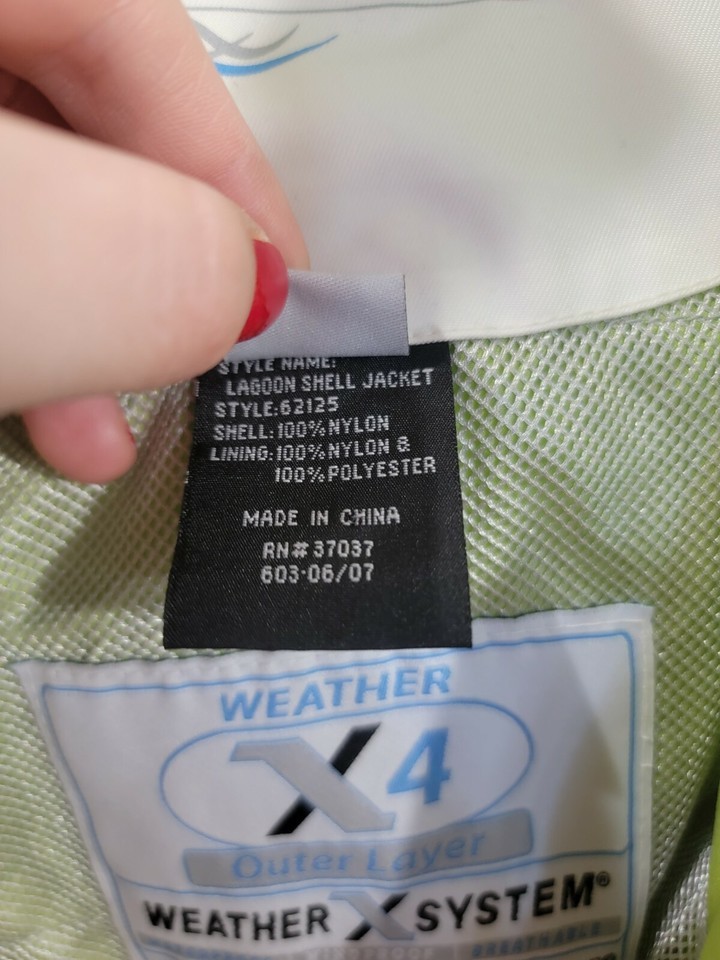 STYLE NAME:
LAGOON SHELL JACKET
STYLE:62125
SHELL:100%NYLON
LINING:100%NYLON &
100%POLYESTER
MADE IN CHINA
RN#37037
603-06/07
WEATHER
X4
Outer Layer
WEATHER X SYSTEM®
BREATHABLE